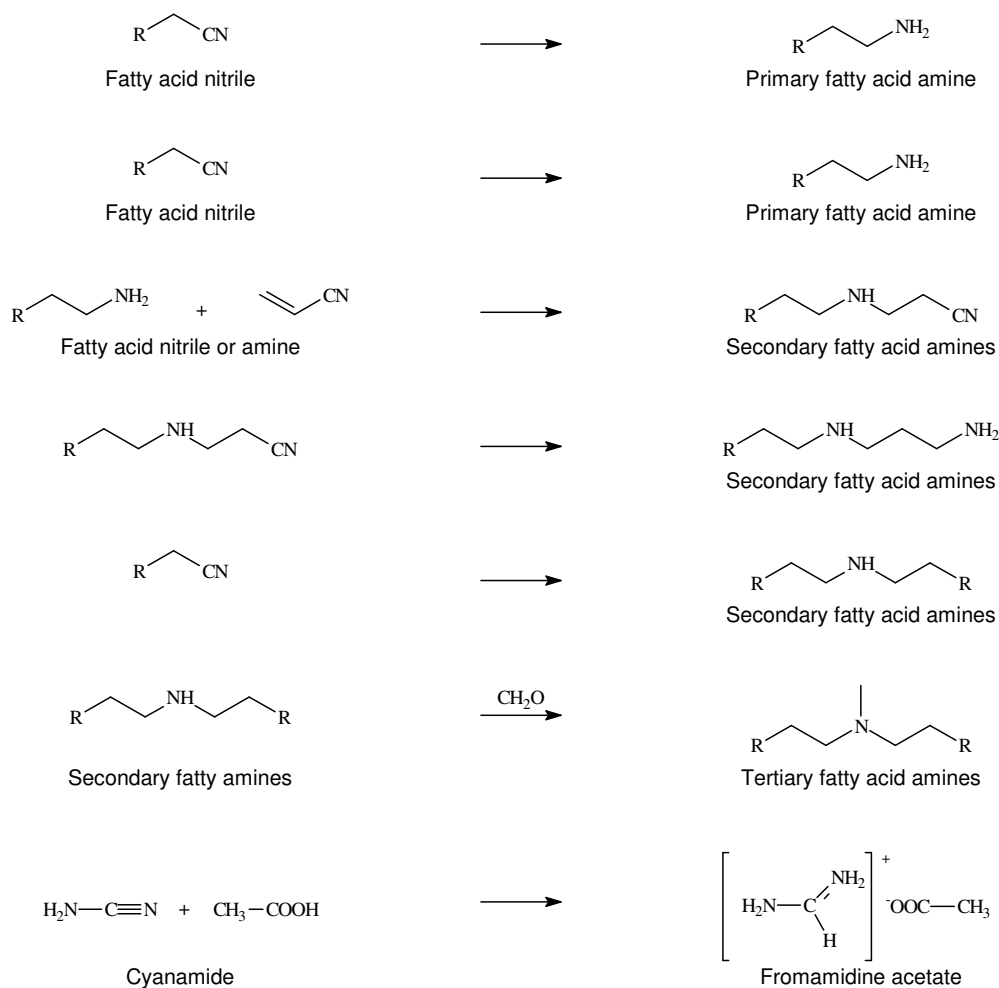 R CN NH₂ R
Fatty acid nitrile Primary fatty acid amine
R CN NH₂ R
Fatty acid nitrile Primary fatty acid amine
R NH₂ + CN R NH CN
Fatty acid nitrile or amine Secondary fatty acid amines
R NH CN R NH NH₂
Secondary fatty acid amines
R CN R NH R
Secondary fatty acid amines
R NH R CH₂O R N R
Secondary fatty amines Tertiary fatty acid amines
H₂N C N + CH₃ COOH H₂N C NH₂ H + ⁻OOC CH₃
Cyanamide Fromamidine acetate